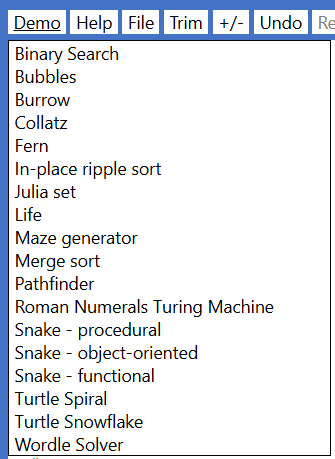 Demo Help File Trim +/- Undo Re
Binary Search
Bubbles
Burrow
Collatz
Fern
In-place ripple sort
Julia set
Life
Maze generator
Merge sort
Pathfinder
Roman Numerals Turing Machine
Snake - procedural
Snake - object-oriented
Snake - functional
Turtle Spiral
Turtle Snowflake
Wordle Solver